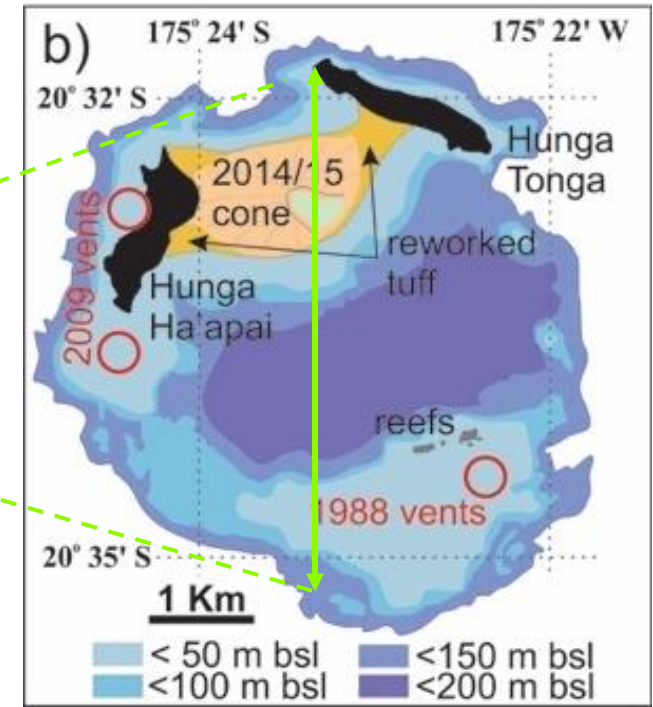 b)
175° 24' S
175° 22' W
20° 32' S
Hunga
Tonga
2014/15
cone
reworked
tuff
2009 vents
Hunga
Ha'apai
reefs
1988 vents
20° 35' S
1 Km
< 50 m bsl
<150 m bsl
<100 m bsl
<200 m bsl